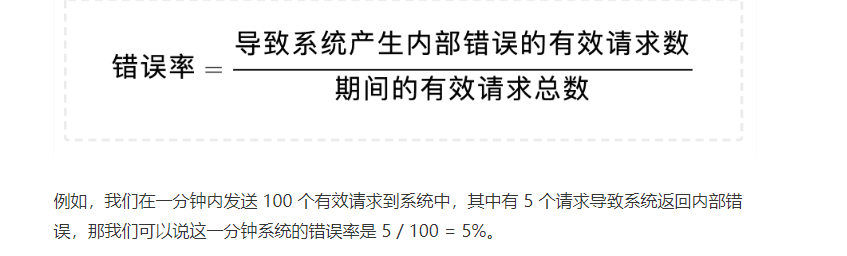 错误率 = 导致系统产生内部错误的有效请求数
期间的有效请求总数
例如，我们在一分钟内发送 100 个有效请求到系统中，其中有 5 个请求导致系统返回内部错
误，那我们可以说这一分钟系统的错误率是 5 / 100 = 5%。